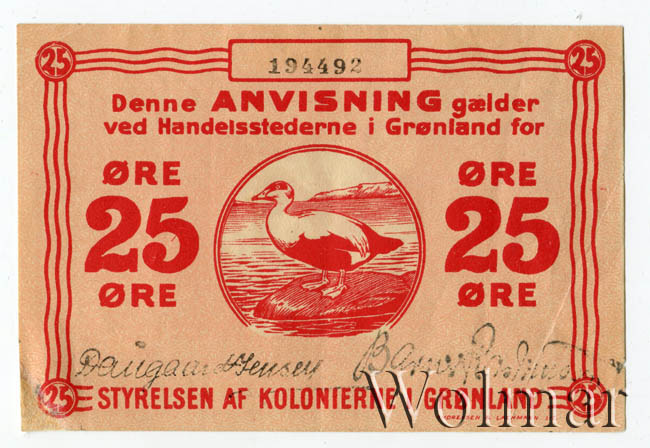 25 25
194492
Denne ANVISNING gælder
ved Handelsstederne i Grønland for
ØRE ØRE
25 25
ØRE ØRE
Daugaard Jensen
25 STYRELSEN AF KOLONIERNE I GRØNLAND
Wolmar